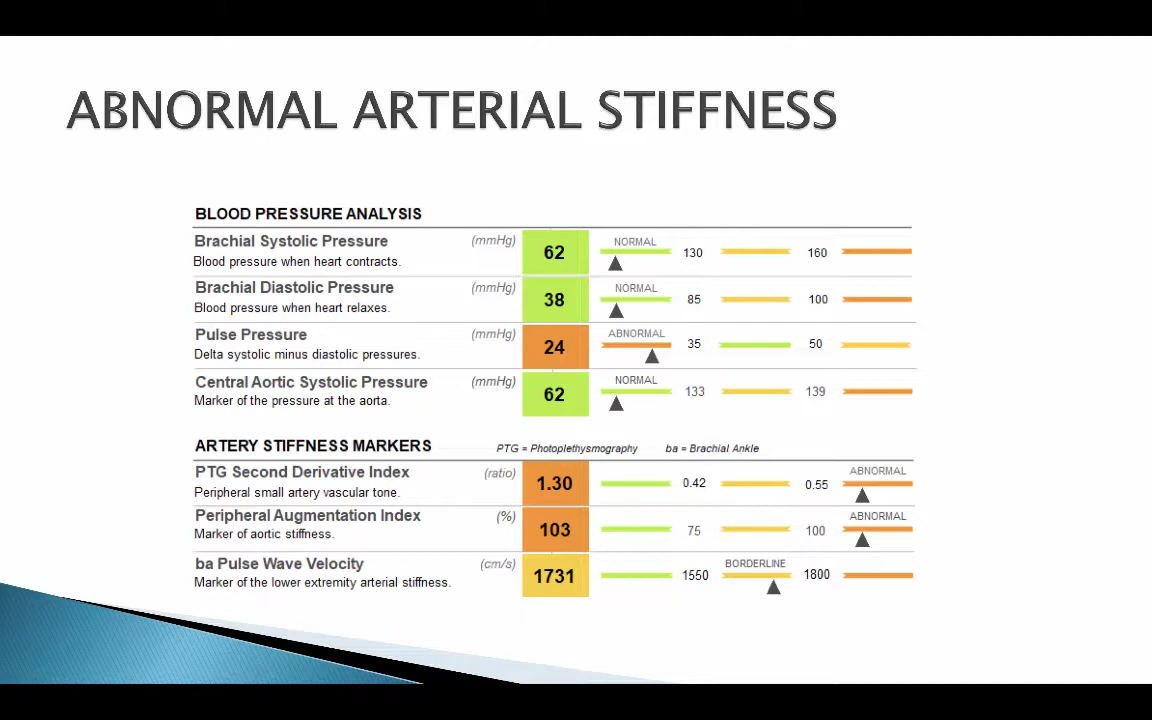 ABNORMAL ARTERIAL STIFFNESS
BLOOD PRESSURE ANALYSIS
Brachial Systolic Pressure (mmHg) 62 NORMAL 130 160
Blood pressure when heart contracts.
Brachial Diastolic Pressure (mmHg) 38 NORMAL 85 100
Blood pressure when heart relaxes.
Pulse Pressure (mmHg) 24 ABNORMAL 35 50
Delta systolic minus diastolic pressures.
Central Aortic Systolic Pressure (mmHg) 62 NORMAL 133 139
Marker of the pressure at the aorta.
ARTERY STIFFNESS MARKERS PTG = Photoplethysmography ba = Brachial Ankle
PTG Second Derivative Index (ratio) 1.30 0.42 0.55 ABNORMAL
Peripheral small artery vascular tone.
Peripheral Augmentation Index (%) 103 75 100 ABNORMAL
Marker of aortic stiffness.
ba Pulse Wave Velocity (cm/s) 1731 1550 BORDERLINE 1800
Marker of the lower extremity arterial stiffness.